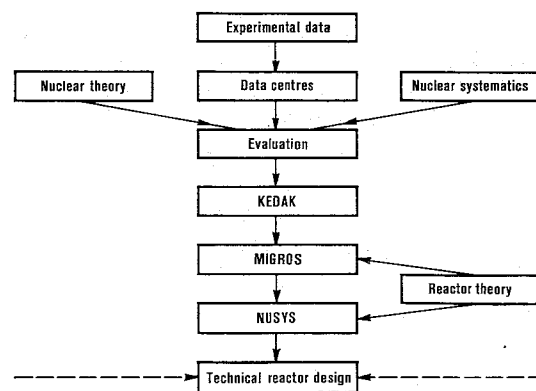 Experimental data
Nuclear theory
Data centres
Nuclear systematics
Evaluation
KEDAK
MIGROS
Reactor theory
NUSYS
Technical reactor design